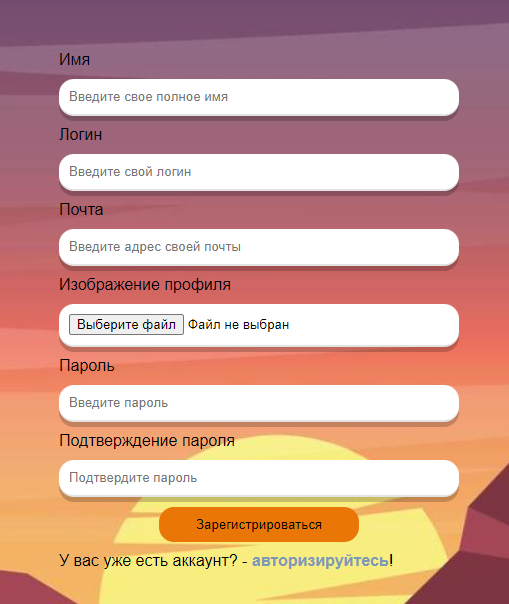 Имя
Введите свое полное имя
Логин
Введите свой логин
Почта
Введите адрес своей почты
Изображение профиля
Выберите файл Файл не выбран
Пароль
Введите пароль
Подтверждение пароля
Подтвердите пароль
Зарегистрироваться
У вас уже есть аккаунт? - авторизируйтесь!